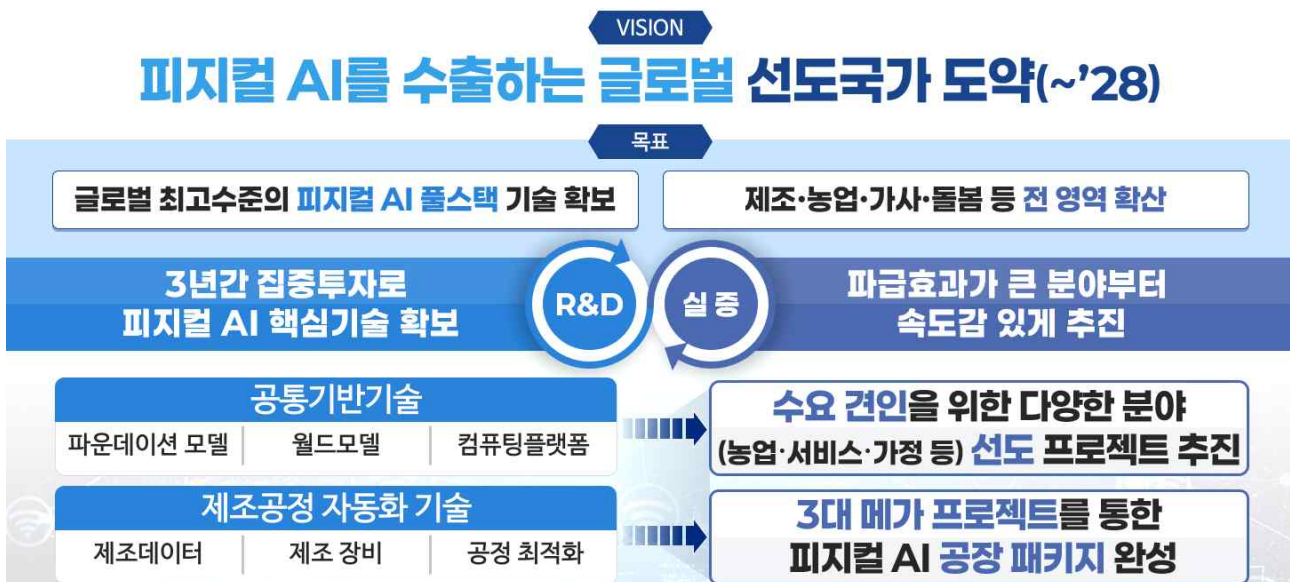 VISION
피지컬 AI를 수출하는 글로벌 선도국가 도약(~’28)
목표
글로벌 최고수준의 피지컬 AI 풀스택 기술 확보
제조·농업·가사·돌봄 등 전 영역 확산
3년간 집중투자로
피지컬 AI 핵심기술 확보
R&D
실증
파급효과가 큰 분야부터
속도감 있게 추진
공통기반기술
파운데이션 모델
월드모델
컴퓨팅플랫폼
수요 견인을 위한 다양한 분야
(농업·서비스·가정 등) 선도 프로젝트 추진
제조공정 자동화 기술
제조데이터
제조 장비
공정 최적화
3대 메가 프로젝트를 통한
피지컬 AI 공장 패키지 완성